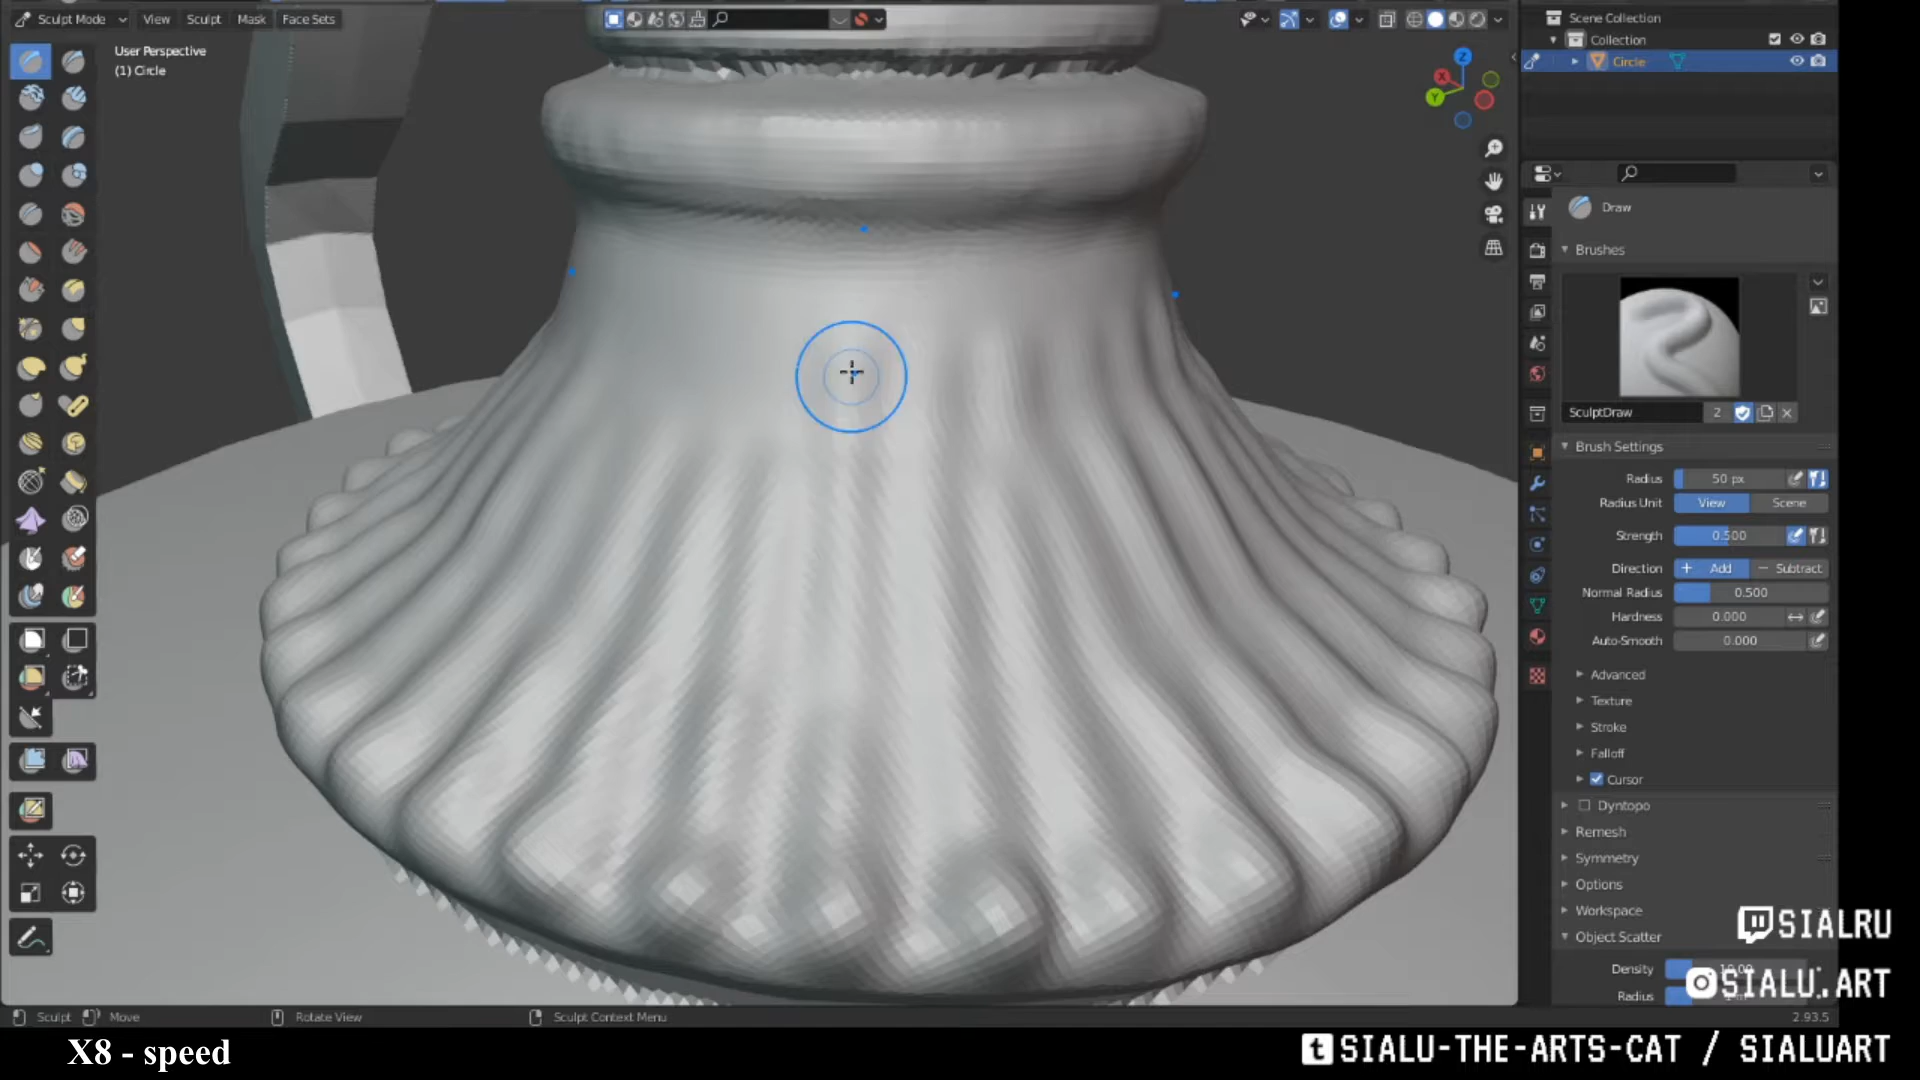 Sculpt Mode View Sculpt Mask Face Sets
User Perspective
(1) Circle
Z
X
Y
Scene Collection
Collection
Circle
Draw
Brushes
SculptDraw 2
Brush Settings
Radius 50 px
Radius Unit View Scene
Strength 0.500
Direction + Add − Subtract
Normal Radius 0.500
Hardness 0.000
Auto-Smooth 0.000
Advanced
Texture
Stroke
Falloff
Cursor
Dyntopo
Remesh
Symmetry
Options
Workspace
Object Scatter
Density
Radius
SIALRU
SIALU.ART
Sculpt Move Rotate View Sculpt Context Menu 2.93.5
X8 - speed
t SIALU-THE-ARTS-CAT / SIALUART